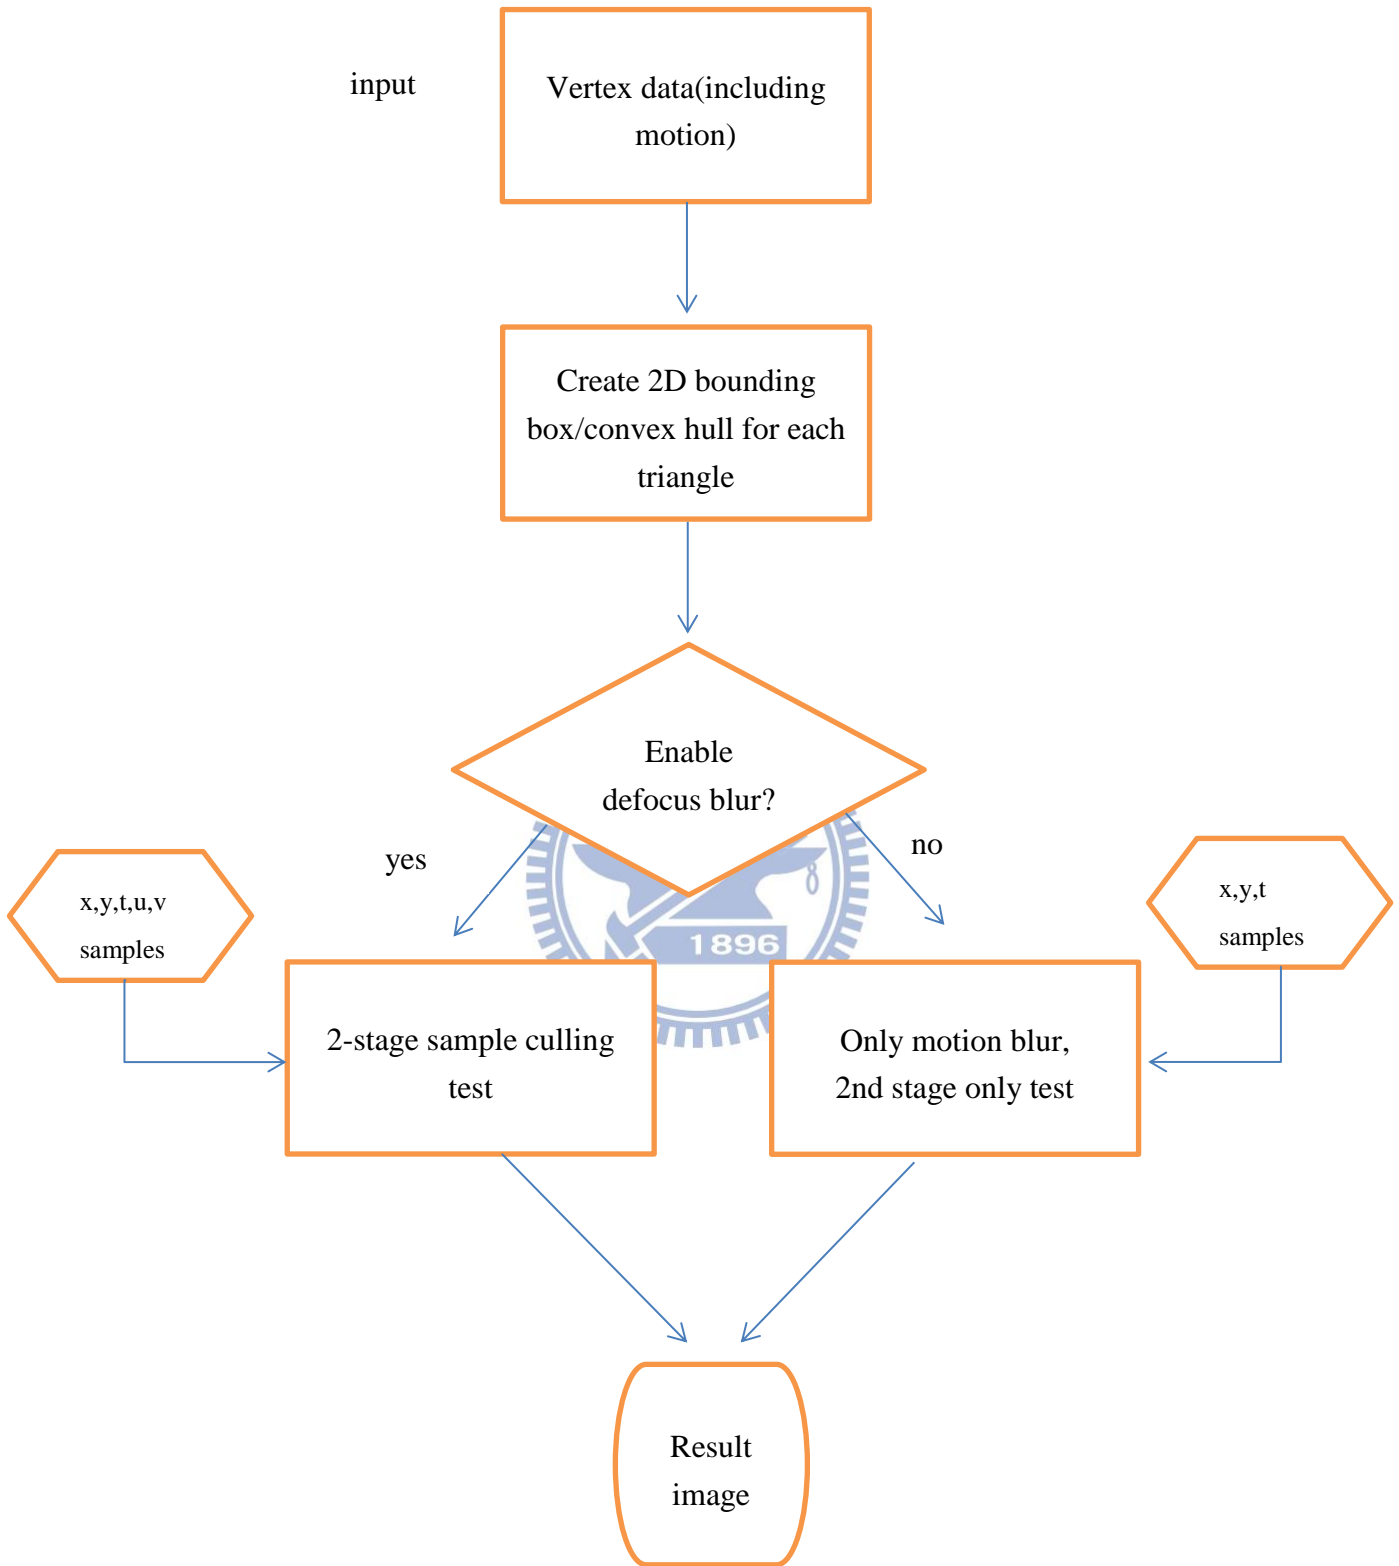 input
Vertex data(including
motion)
Create 2D bounding
box/convex hull for each
triangle
Enable
defocus blur?
yes
no
x,y,t,u,v
samples
x,y,t
samples
1896
2-stage sample culling
test
Only motion blur,
2nd stage only test
Result
image